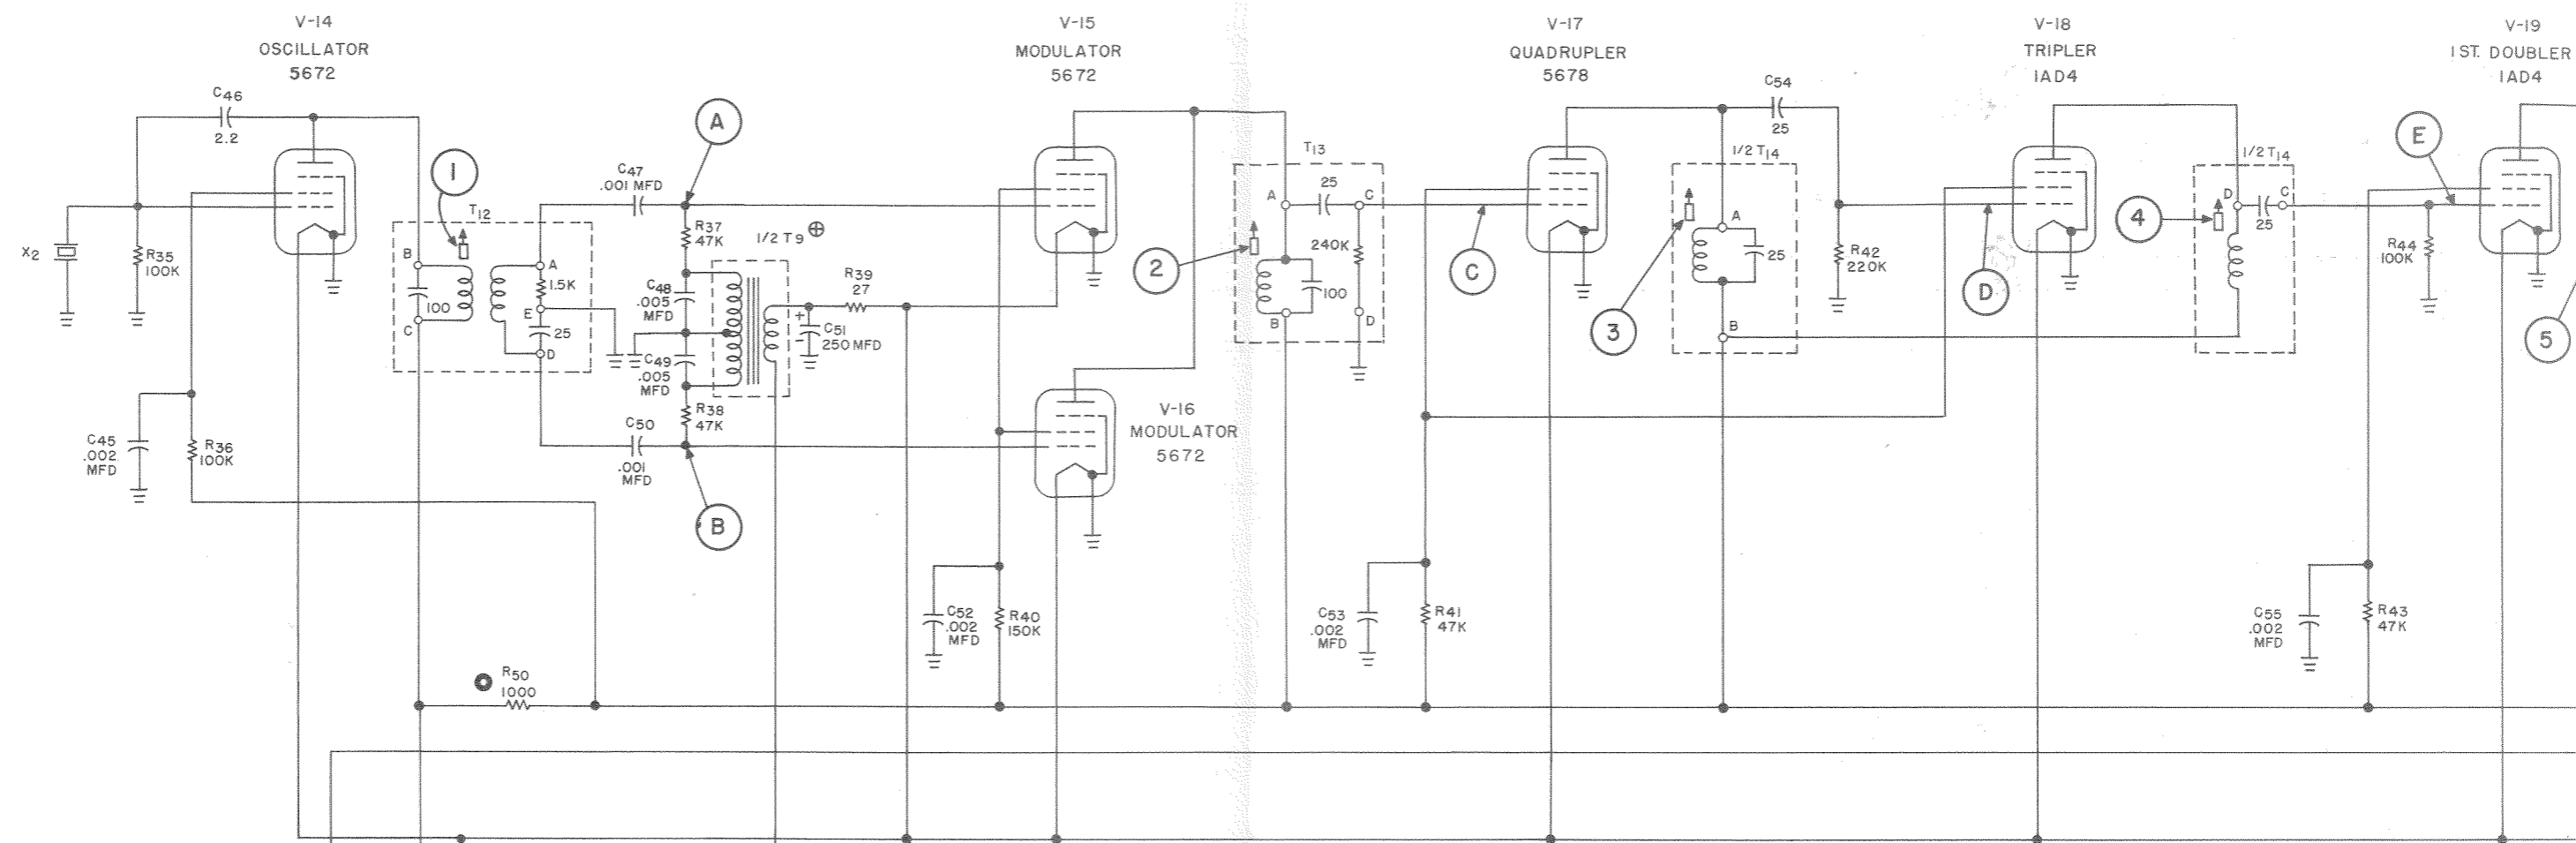 V-14
OSCILLATOR
5672
V-15
MODULATOR
5672
V-17
QUADRUPLER
5678
V-18
TRIPLER
1AD4
V-19
1ST. DOUBLER
1AD4
C46
2.2
1
T12
X2
R35
100K
B
C
100
A
1.5K
E
25
D
C45
.002
MFD
R36
100K
A
C47
.001 MFD
R37
47K
1/2 T9 ⊕
C48
.005
MFD
C49
.005
MFD
R38
47K
C50
.001
MFD
B
R39
27
+
-
C51
250 MFD
V-16
MODULATOR
5672
C52
.002
MFD
R40
150K
R50
1000
2
T13
A
25
C
240K
100
B
D
C
C53
.002
MFD
R41
47K
C54
25
1/2 T14
3
A
25
B
R42
220K
D
1/2 T14
4
D
C
25
E
R44
100K
5
C55
.002
MFD
R43
47K